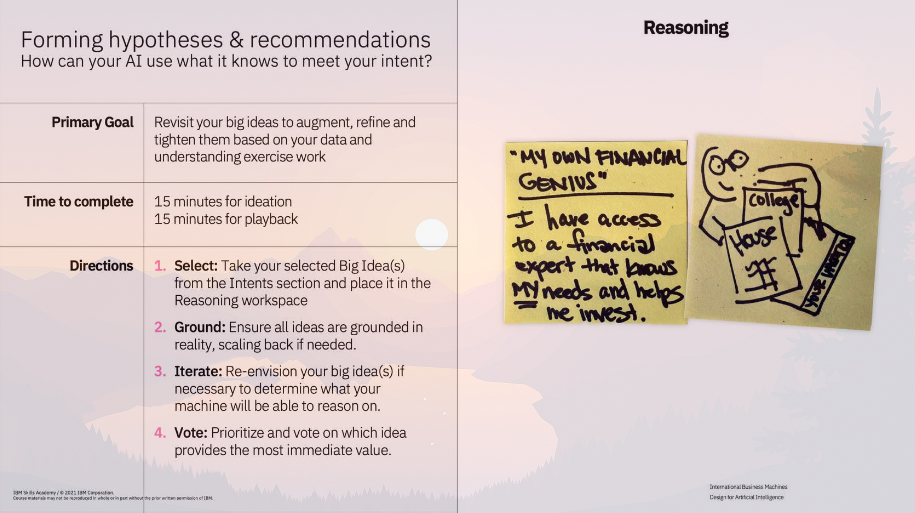 Forming hypotheses & recommendations
How can your AI use what it knows to meet your intent?
Primary Goal
Revisit your big ideas to augment, refine and
tighten them based on your data and
understanding exercise work
Time to complete
15 minutes for ideation
15 minutes for playback
Directions
1. Select: Take your selected Big Idea(s)
from the Intents section and place it in the
Reasoning workspace
2. Ground: Ensure all ideas are grounded in
reality, scaling back if needed.
3. Iterate: Re-envision your big idea(s) if
necessary to determine what your
machine will be able to reason on.
4. Vote: Prioritize and vote on which idea
provides the most immediate value.
IBM Skills Academy / © 2021 IBM Corporation.
Course materials may not be reproduced in whole or in part without the prior written permission of IBM.
Reasoning
"MY OWN FINANCIAL
GENIUS"
I have access
to a financial
expert that knows
MY needs and helps
me invest.
College
House
International Business Machines
Design for Artificial Intelligence